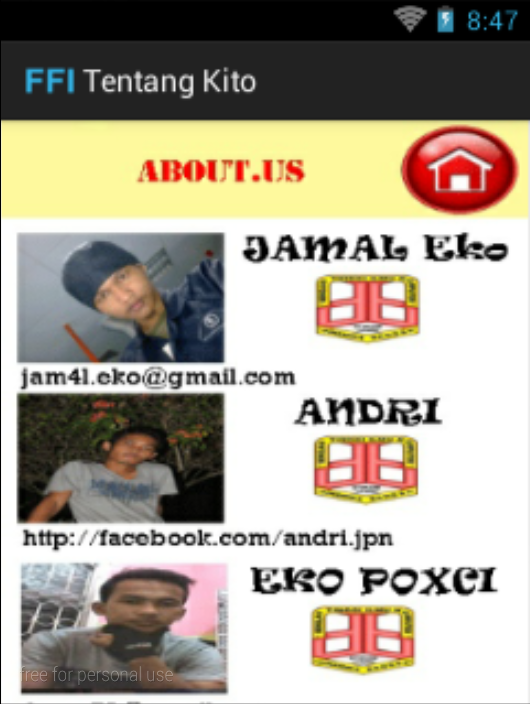 8:47
FFI Tentang Kito
ABOUT.US
JAMAL Eko
jam4l.eko@gmail.com
ANDRI
http://facebook.com/andri.jpn
EKO POXCI
free for personal use